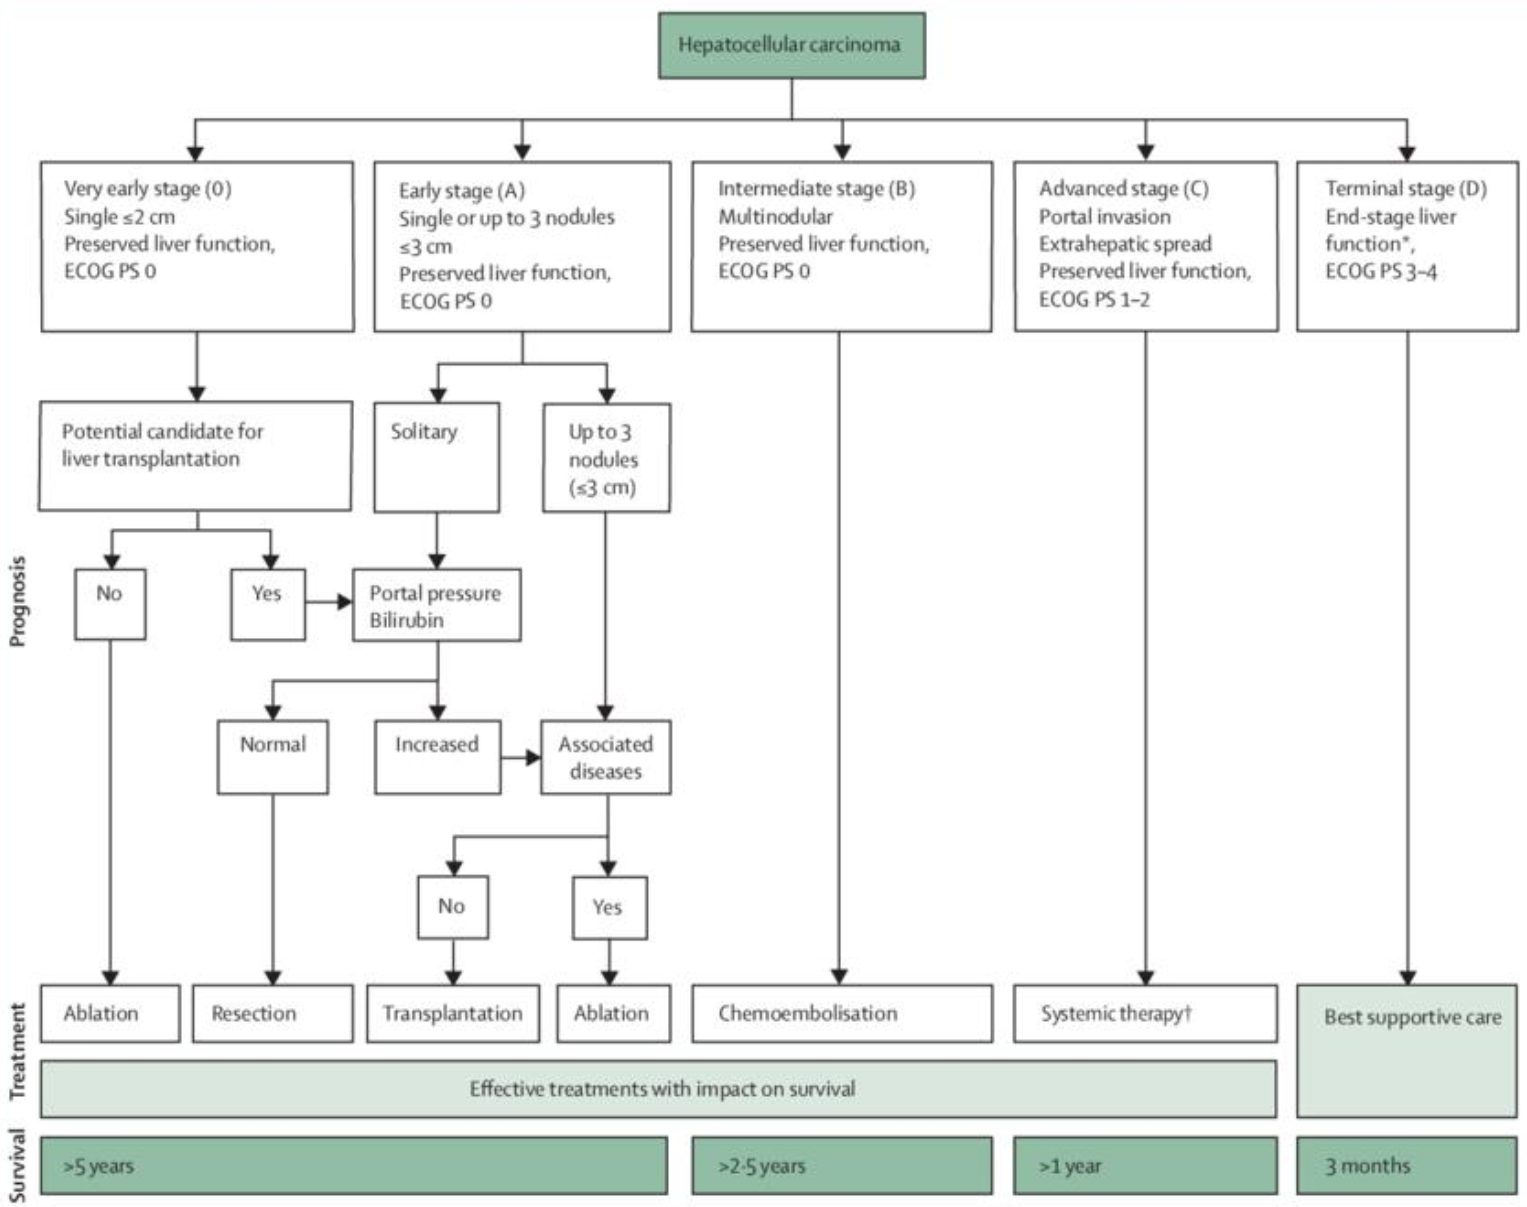 Hepatocellular carcinoma
Very early stage (0)
Single ≤2 cm
Preserved liver function,
ECOG PS 0
Early stage (A)
Single or up to 3 nodules
≤3 cm
Preserved liver function,
ECOG PS 0
Intermediate stage (B)
Multinodular
Preserved liver function,
ECOG PS 0
Advanced stage (C)
Portal invasion
Extrahepatic spread
Preserved liver function,
ECOG PS 1–2
Terminal stage (D)
End-stage liver
function*,
ECOG PS 3–4
Prognosis
Potential candidate for
liver transplantation
Solitary
Up to 3
nodules
(≤3 cm)
No
Yes
Portal pressure
Bilirubin
Normal
Increased
Associated
diseases
No
Yes
Treatment
Ablation
Resection
Transplantation
Ablation
Chemoembolisation
Systemic therapy†
Best supportive care
Effective treatments with impact on survival
Survival
>5 years
>2-5 years
>1 year
3 months